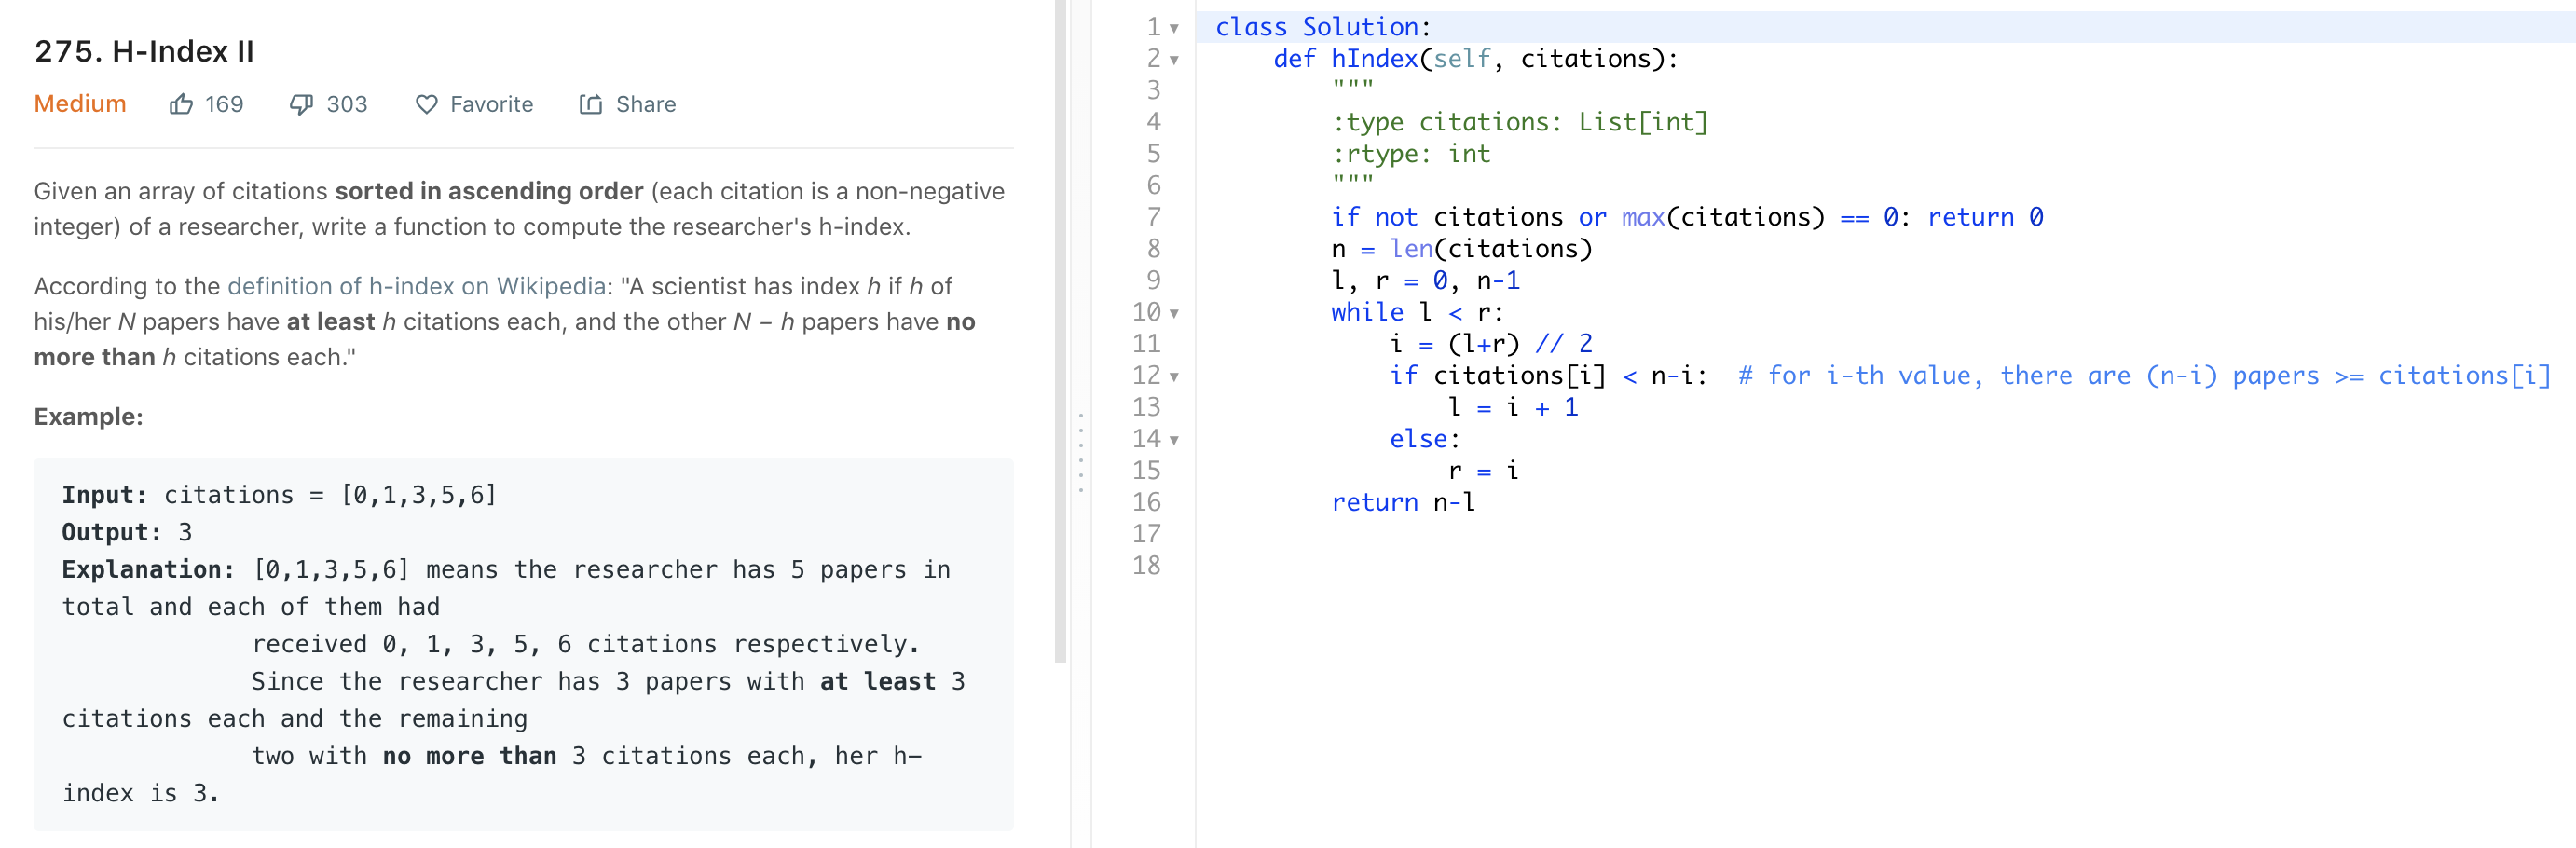 275. H-Index II
Medium 169 303 Favorite Share
Given an array of citations sorted in ascending order (each citation is a non-negative
integer) of a researcher, write a function to compute the researcher's h-index.
According to the definition of h-index on Wikipedia: "A scientist has index h if h of
his/her N papers have at least h citations each, and the other N − h papers have no
more than h citations each."
Example:
Input: citations = [0,1,3,5,6]
Output: 3
Explanation: [0,1,3,5,6] means the researcher has 5 papers in
total and each of them had
received 0, 1, 3, 5, 6 citations respectively.
Since the researcher has 3 papers with at least 3
citations each and the remaining
two with no more than 3 citations each, her h-
index is 3.
1 class Solution:
2     def hIndex(self, citations):
3         """
4         :type citations: List[int]
5         :rtype: int
6         """
7         if not citations or max(citations) == 0: return 0
8         n = len(citations)
9         l, r = 0, n-1
10         while l < r:
11             i = (l+r) // 2
12             if citations[i] < n-i:  # for i-th value, there are (n-i) papers >= citations[i]
13                 l = i + 1
14             else:
15                 r = i
16         return n-l
17
18